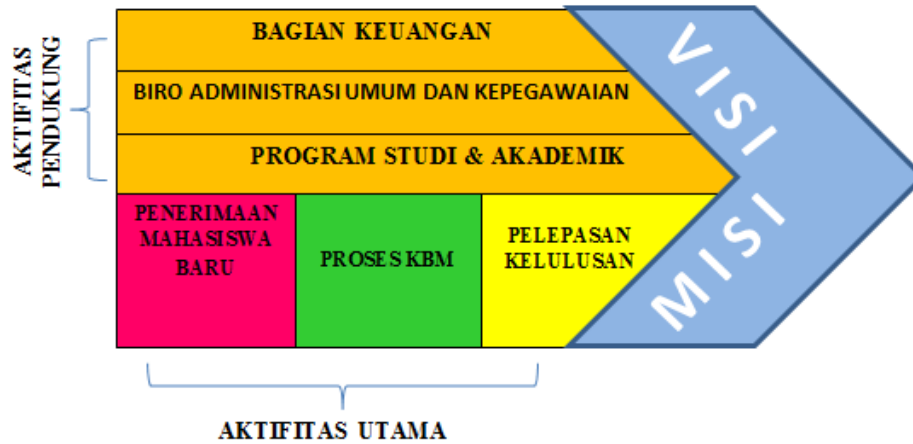 AKTIFITAS
PENDUKUNG
BAGIAN KEUANGAN
BIRO ADMINISTRASI UMUM DAN KEPEGAWAIAN
PROGRAM STUDI & AKADEMIK
PENERIMAAN
MAHASISWA
BARU
PROSES KBM
PELEPASAN
KELULUSAN
VISI
MISI
AKTIFITAS UTAMA